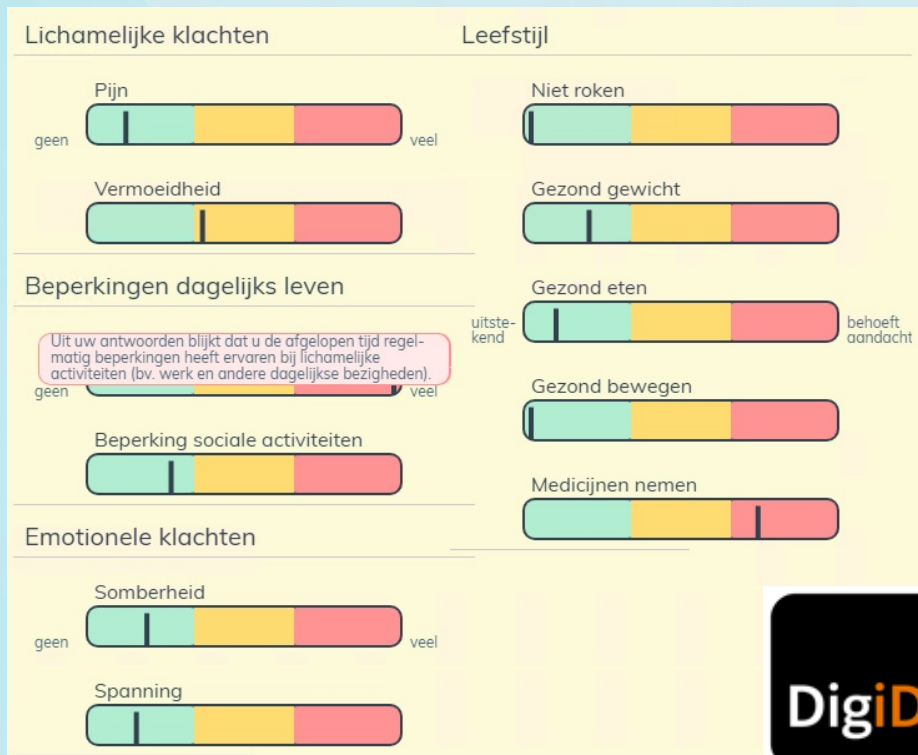 Lichamelijke klachten
Pijn
geen
veel
Vermoeidheid
Beperkingen dagelijks leven
Uit uw antwoorden blijkt dat u de afgelopen tijd regel-
matig beperkingen heeft ervaren bij lichamelijke
activiteiten (bv. werk en andere dagelijkse bezigheden).
geen
veel
Beperking sociale activiteiten
Emotionele klachten
Somberheid
geen
veel
Spanning
Leefstijl
Niet roken
Gezond gewicht
Gezond eten
uitste-
kend
behoeft
aandacht
Gezond bewegen
Medicijnen nemen
DigiD